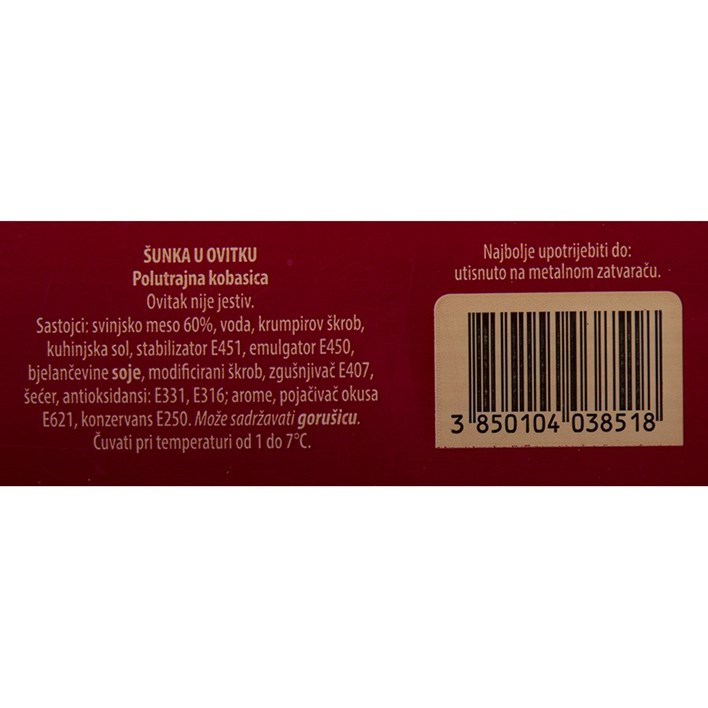 ŠUNKA U OVITKU
Polutrajna kobasica
Ovitak nije jestiv.
Sastojci: svinjsko meso 60%, voda, krumpirov škrob,
kuhinjska sol, stabilizator E451, emulgator E450,
bjelančevine soje, modificirani škrob, zgušnjivač E407,
šećer, antioksidansi: E331, E316; arome, pojačivač okusa
E621, konzervans E250. Može sadržavati gorušicu.
Čuvati pri temperaturi od 1 do 7°C.
Najbolje upotrijebiti do:
utisnuto na metalnom zatvaraču.
3 850104 038518